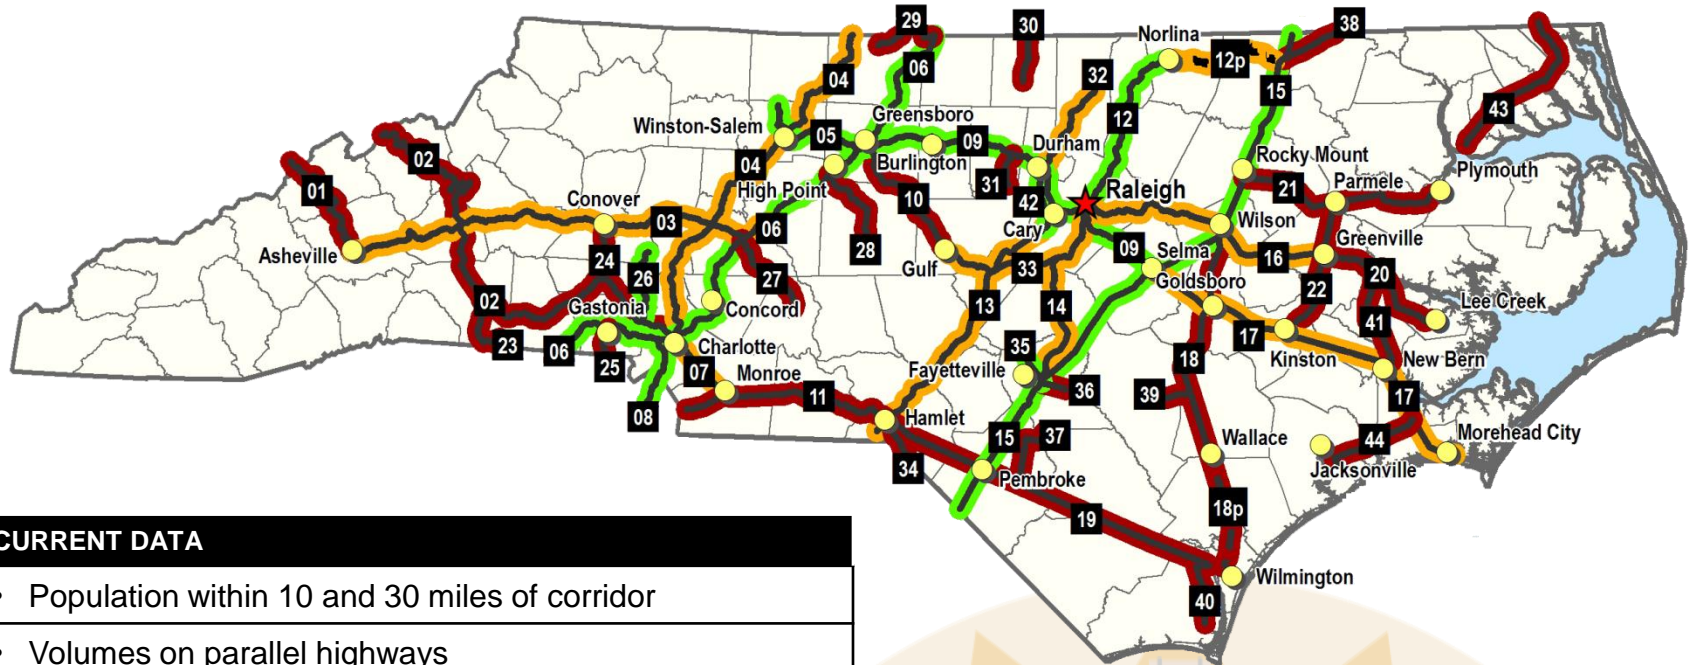 29
30
38
Norlina
04
06
32
12p
15
Winston-Salem
05
Greensboro
09
12
43
Durham
Burlington
02
04
High Point
31
Rocky Mount
21
Parmele
Plymouth
01
10
42
Raleigh
Conover
03
06
28
Cary
Wilson
Asheville
24
26
Gulf
33
09
Selma
Greenville
16
27
Goldsboro
20
02
Gastonia
Concord
13
14
22
Lee Creek
23
06
25
Charlotte
35
17
41
Kinston
New Bern
07
Monroe
Fayetteville
18
11
36
39
17
08
Hamlet
15
37
Wallace
44
Morehead City
34
Pembroke
Jacksonville
18p
19
CURRENT DATA
Wilmington
• Population within 10 and 30 miles of corridor
40
• Volumes on parallel highways